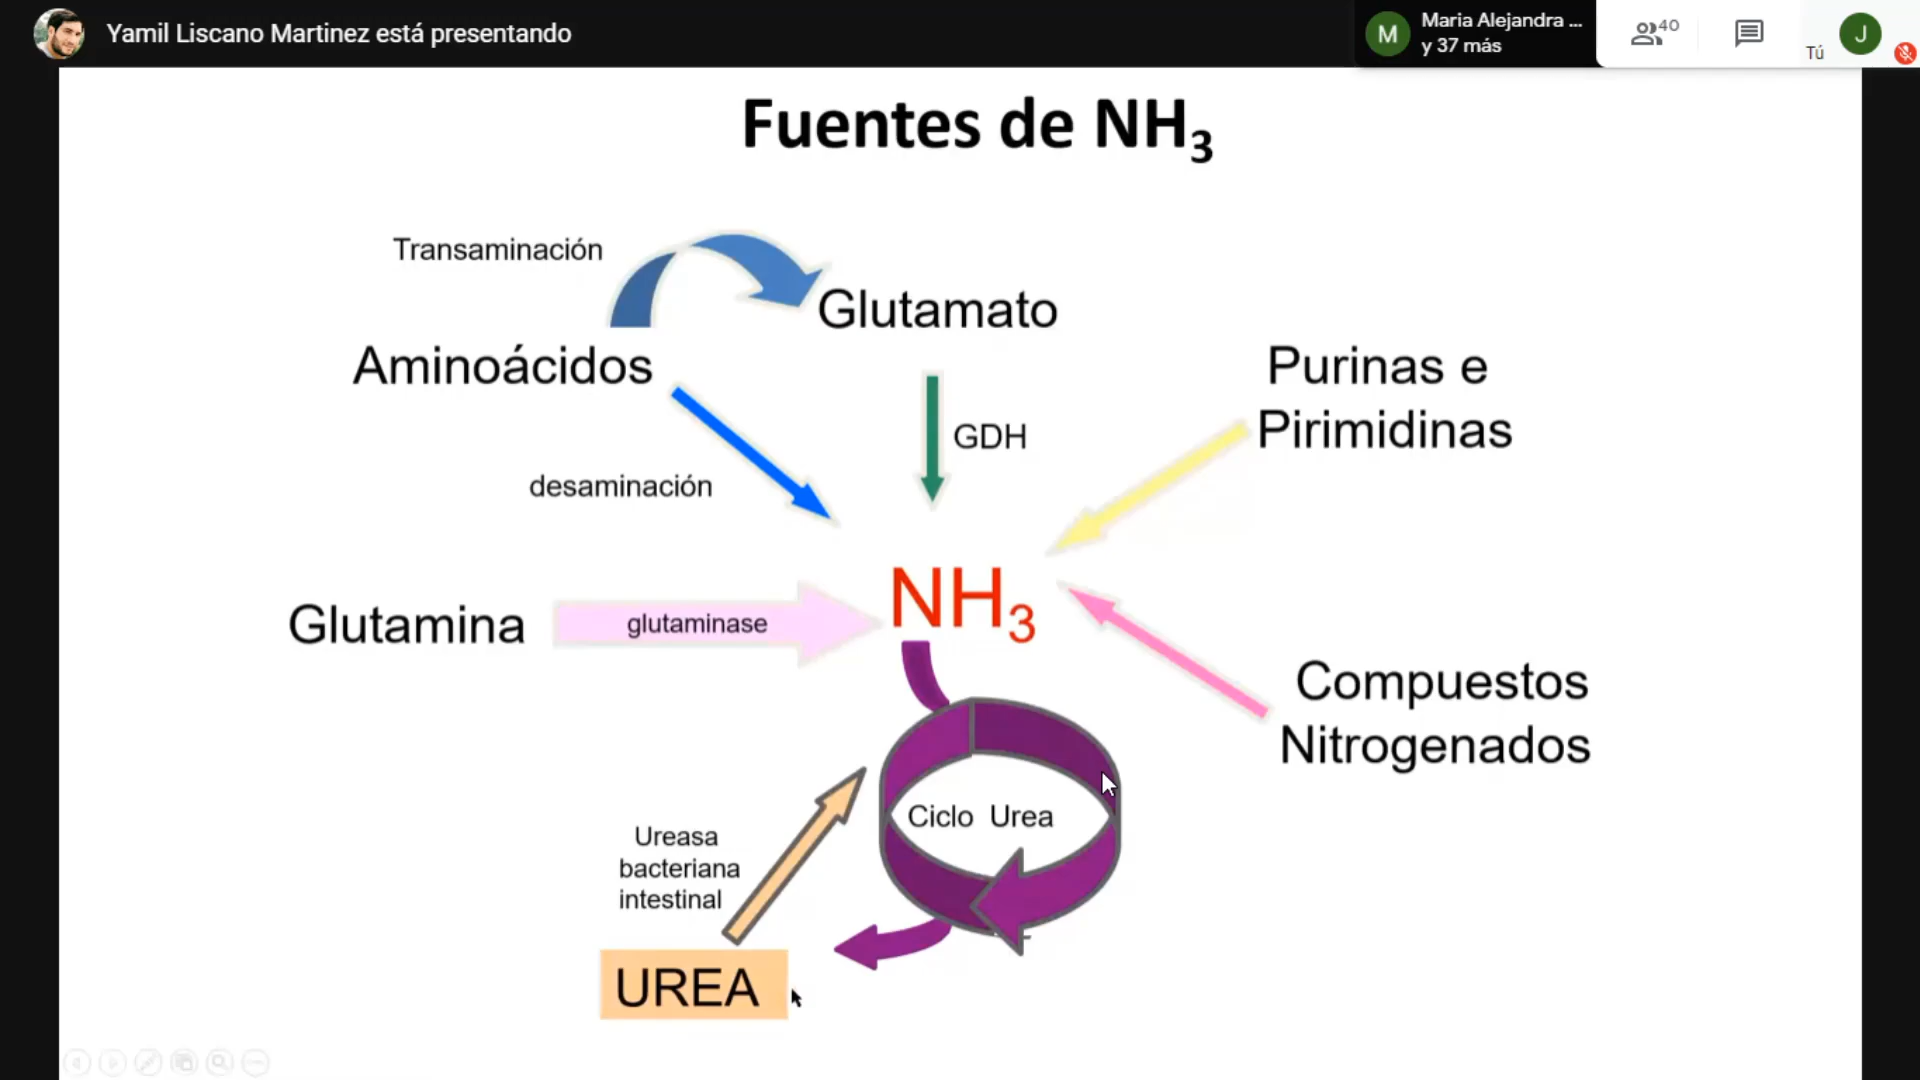 Yamil Liscano Martinez está presentando
M
Maria Alejandra ...
y 37 más
40
Tú
J
Fuentes de NH₃
Transaminación
Glutamato
Aminoácidos
Purinas e
Pirimidinas
GDH
desaminación
NH₃
Glutamina
glutaminase
Compuestos
Nitrogenados
Ciclo Urea
Ureasa
bacteriana
intestinal
UREA